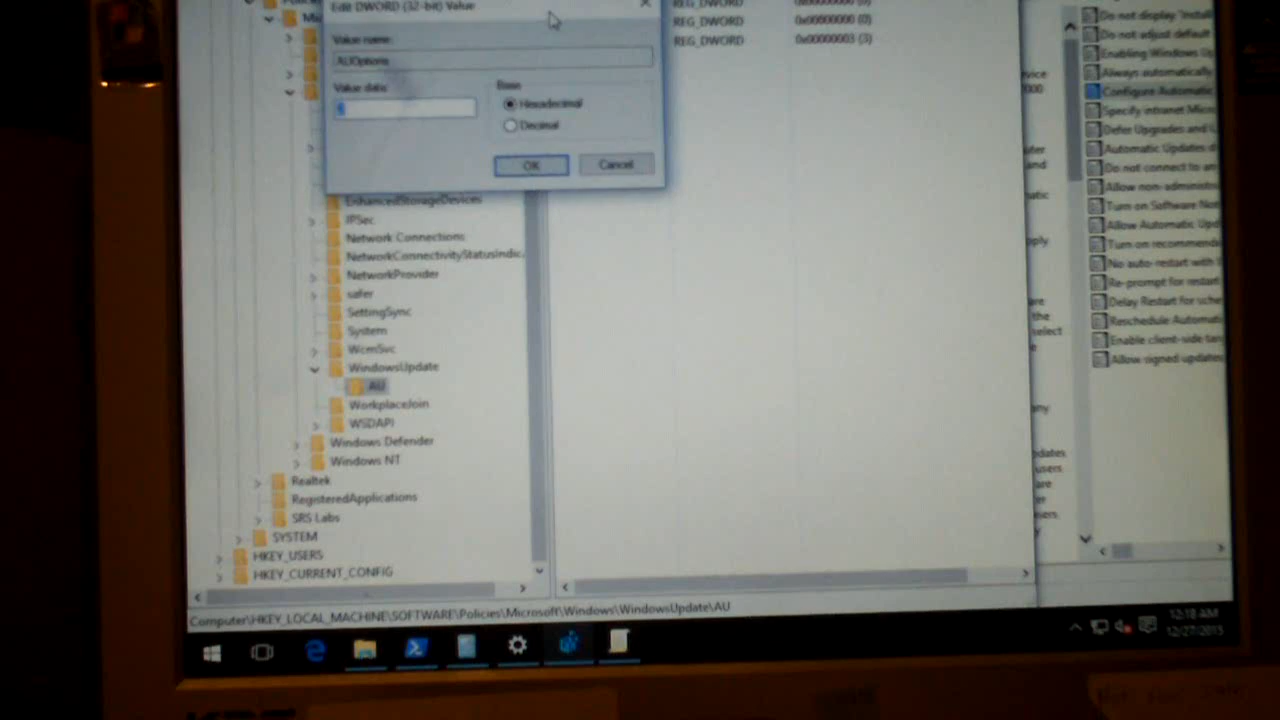 Edit DWORD (32-bit) Value
Value name:
AUOptions
Value data:
Base
Hexadecimal
Decimal
OK
Cancel
REG_DWORD
REG_DWORD 0x00000000 (0)
REG_DWORD 0x00000003 (3)
EnhancedStorageDevices
IPSec
Network Connections
NetworkConnectivityStatusIndic
NetworkProvider
safer
SettingSync
System
WcmSvc
WindowsUpdate
AU
WorkplaceJoin
WSDAPI
Windows Defender
Windows NT
Realtek
RegisteredApplications
SRS Labs
SYSTEM
HKEY_USERS
HKEY_CURRENT_CONFIG
Computer\HKEY_LOCAL_MACHINE\SOFTWARE\Policies\Microsoft\Windows\WindowsUpdate\AU
Do not display 'Install
Do not adjust default
Enabling Windows Up
Always automatically
Configure Automatic
Specify intranet Micro
Defer Upgrades and U
Automatic Updates d
Do not connect to an
Allow non-administra
Turn on Software No
Allow Automatic Upd
Turn on recommend
No auto-restart with l
Re-prompt for restart
Delay Restart for sche
Reschedule Automat
Enable client-side targ
Allow signed updates
12:18 AM
12/27/2015